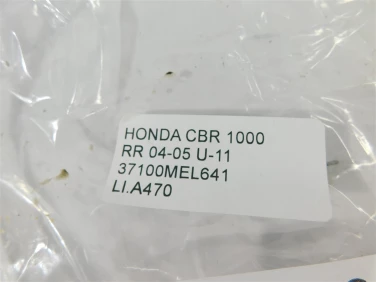 HONDA CBR 1000
RR 04-05 U-11
37100MEL641
LI.A470